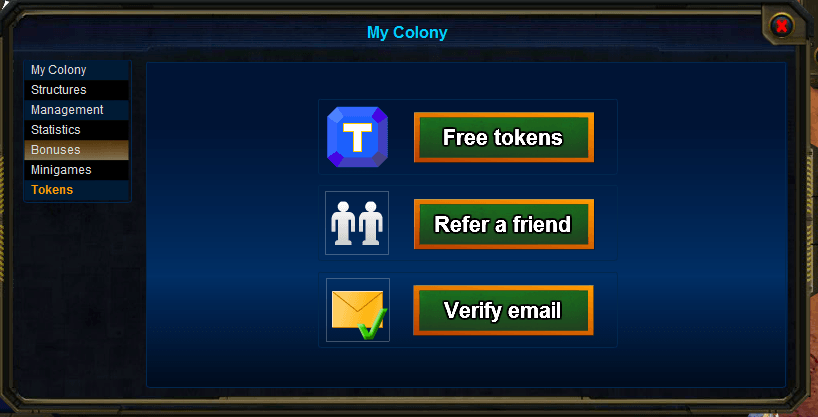 My Colony
My Colony
Structures
Management
Statistics
Bonuses
Minigames
Tokens
T
Free tokens
Refer a friend
Verify email